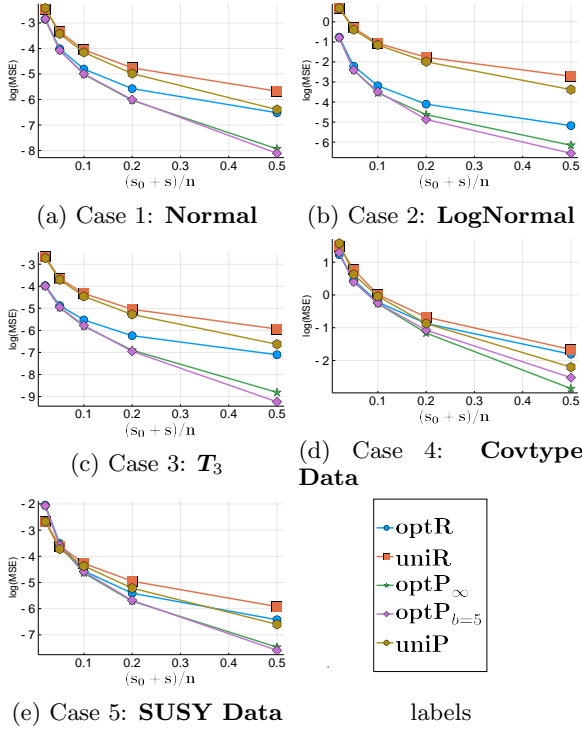 -3
-4
-5
-6
-7
-8
log(MSE)
0.1 0.2 0.3 0.4 0.5
(s₀ + s)/n
(a) Case 1: Normal
0
-1
-2
-3
-4
-5
-6
log(MSE)
0.1 0.2 0.3 0.4 0.5
(s₀ + s)/n
(b) Case 2: LogNormal
-3
-4
-5
-6
-7
-8
-9
log(MSE)
0.1 0.2 0.3 0.4 0.5
(s₀ + s)/n
(c) Case 3: T₃
1
0
-1
-2
log(MSE)
0.1 0.2 0.3 0.4 0.5
(s₀ + s)/n
(d) Case 4: Covtype
Data
-2
-3
-4
-5
-6
-7
log(MSE)
0.1 0.2 0.3 0.4 0.5
(s₀ + s)/n
(e) Case 5: SUSY Data
optR
uniR
optP∞
optP_{b=5}
uniP
labels